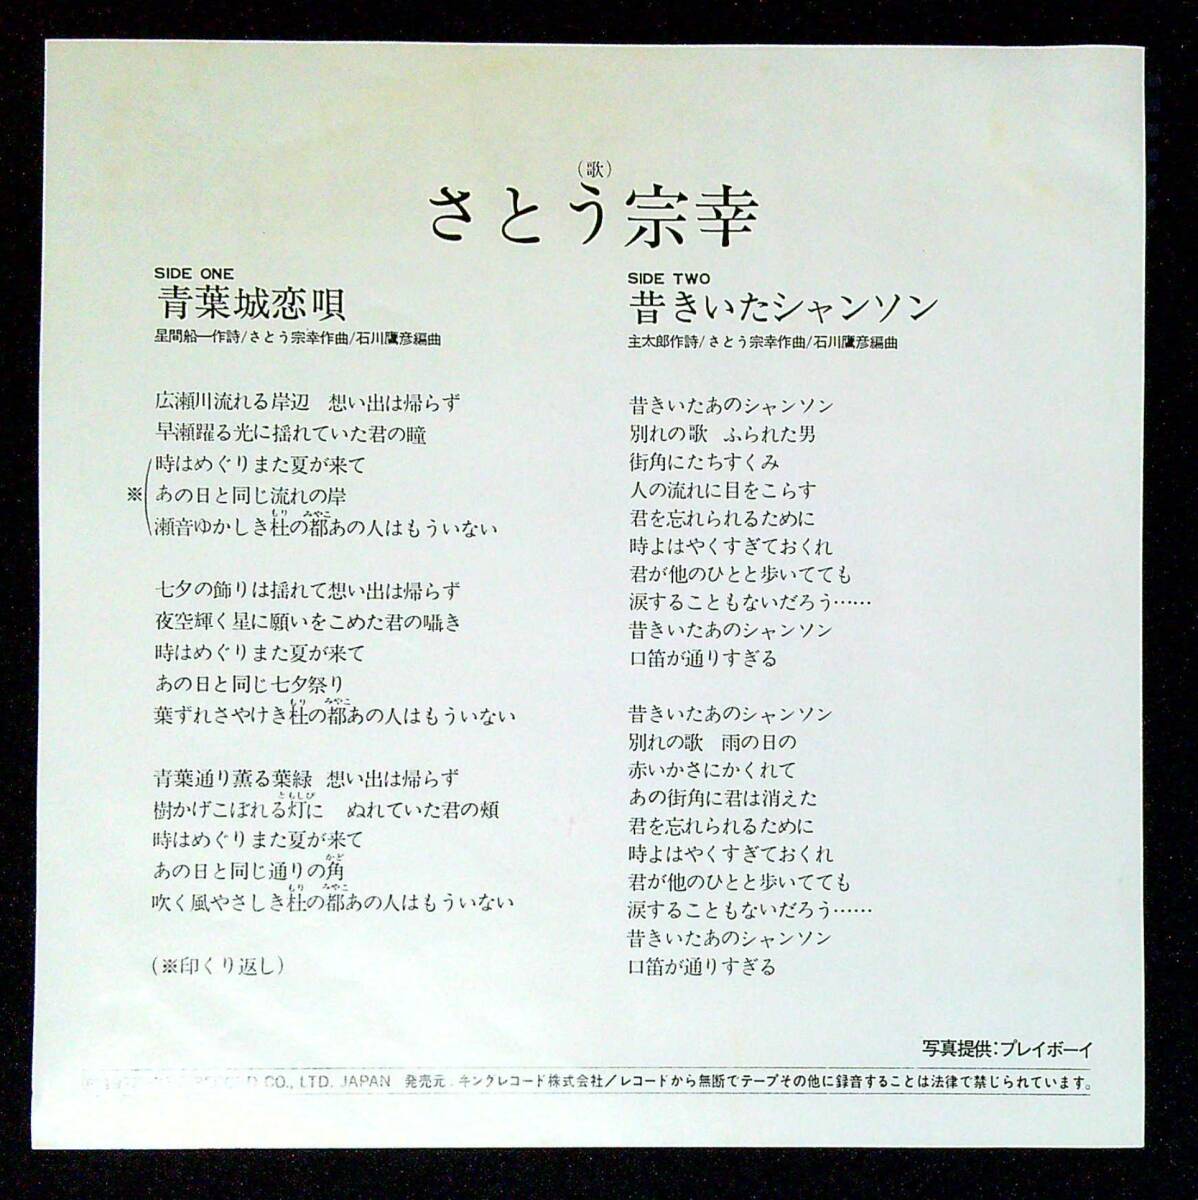 (歌)
さとう宗幸
SIDE ONE
青葉城恋唄
星間船一作詩/さとう宗幸作曲/石川鷹彦編曲
広瀬川流れる岸辺　想い出は帰らず
早瀬躍る光に揺れていた君の瞳
時はめぐりまた夏が来て
※ あの日と同じ流れの岸
もり みやこ
瀬音ゆかしき杜の都あの人はもういない
七夕の飾りは揺れて想い出は帰らず
夜空輝く星に願いをこめた君の囁き
時はめぐりまた夏が来て
あの日と同じ七夕祭り
もり みやこ
葉ずれさやけき杜の都あの人はもういない
青葉通り薫る葉緑　想い出は帰らず
ともしび
樹かげこぼれる灯に　ぬれていた君の頬
時はめぐりまた夏が来て
かど
あの日と同じ通りの角
もり みやこ
吹く風やさしき杜の都あの人はもういない
(※印くり返し)
SIDE TWO
昔きいたシャンソン
主太郎作詩/さとう宗幸作曲/石川鷹彦編曲
昔きいたあのシャンソン
別れの歌　ふられた男
街角にたちすくみ
人の流れに目をこらす
君を忘れられるために
時よはやくすぎておくれ
君が他のひとと歩いてても
涙することもないだろう……
昔きいたあのシャンソン
口笛が通りすぎる
昔きいたあのシャンソン
別れの歌　雨の日の
赤いかさにかくれて
あの街角に君は消えた
君を忘れられるために
時よはやくすぎておくれ
君が他のひとと歩いてても
涙することもないだろう……
昔きいたあのシャンソン
口笛が通りすぎる
写真提供:プレイボーイ
RECORD CO., LTD. JAPAN　発売元.キングレコード株式会社/レコードから無断でテープその他に録音することは法律で禁じられています。